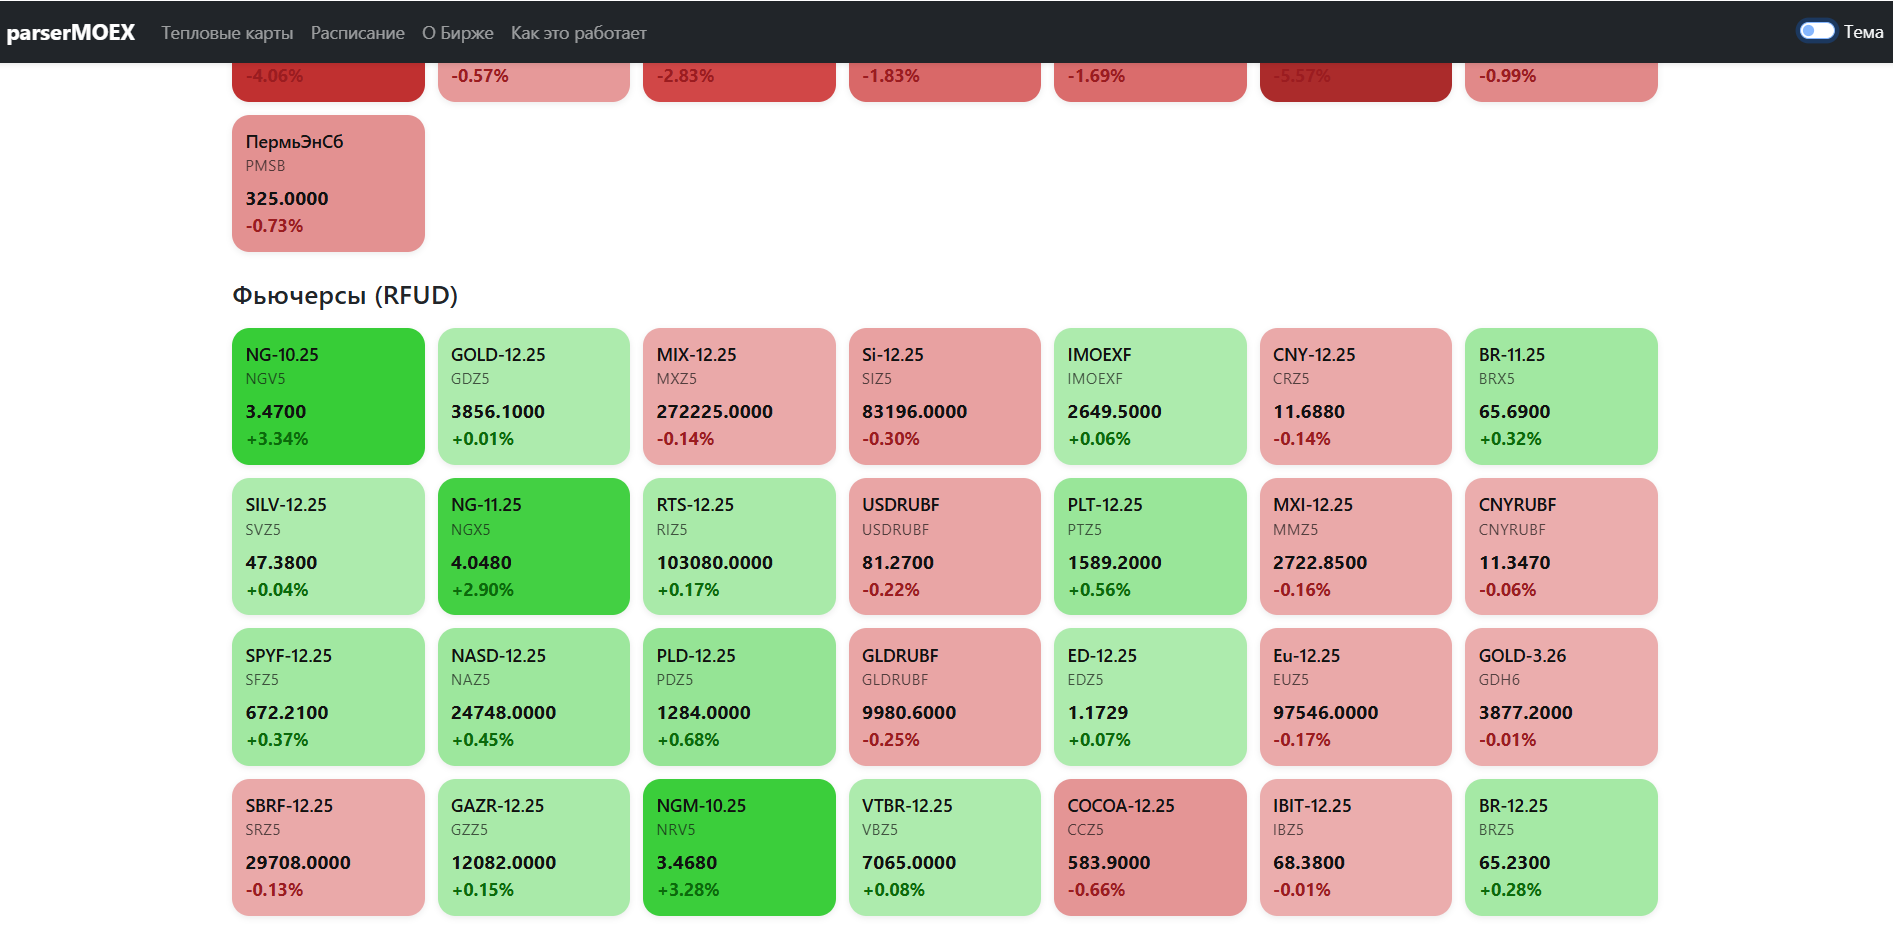 parserMOEX Тепловые карты Расписание О Бирже Как это работает Тема
-4.06% -0.57% -2.83% -1.83% -1.69% -5.57% -0.99%
ПермьЭнСб
PMSB
325.0000
-0.73%
Фьючерсы (RFUD)
NG-10.25 GOLD-12.25 MIX-12.25 Si-12.25 IMOEXF CNY-12.25 BR-11.25
NGV5 GDZ5 MXZ5 SIZ5 IMOEXF CRZ5 BRX5
3.4700 3856.1000 272225.0000 83196.0000 2649.5000 11.6880 65.6900
+3.34% +0.01% -0.14% -0.30% +0.06% -0.14% +0.32%
SILV-12.25 NG-11.25 RTS-12.25 USDRUBF PLT-12.25 MXI-12.25 CNYRUBF
SVZ5 NGX5 RIZ5 USDRUBF PTZ5 MMZ5 CNYRUBF
47.3800 4.0480 103080.0000 81.2700 1589.2000 2722.8500 11.3470
+0.04% +2.90% +0.17% -0.22% +0.56% -0.16% -0.06%
SPYF-12.25 NASD-12.25 PLD-12.25 GLDRUBF ED-12.25 Eu-12.25 GOLD-3.26
SFZ5 NAZ5 PDZ5 GLDRUBF EDZ5 EUZ5 GDH6
672.2100 24748.0000 1284.0000 9980.6000 1.1729 97546.0000 3877.2000
+0.37% +0.45% +0.68% -0.25% +0.07% -0.17% -0.01%
SBRF-12.25 GAZR-12.25 NGM-10.25 VTBR-12.25 COCOA-12.25 IBIT-12.25 BR-12.25
SRZ5 GZZ5 NRV5 VBZ5 CCZ5 IBZ5 BRZ5
29708.0000 12082.0000 3.4680 7065.0000 583.9000 68.3800 65.2300
-0.13% +0.15% +3.28% +0.08% -0.66% -0.01% +0.28%